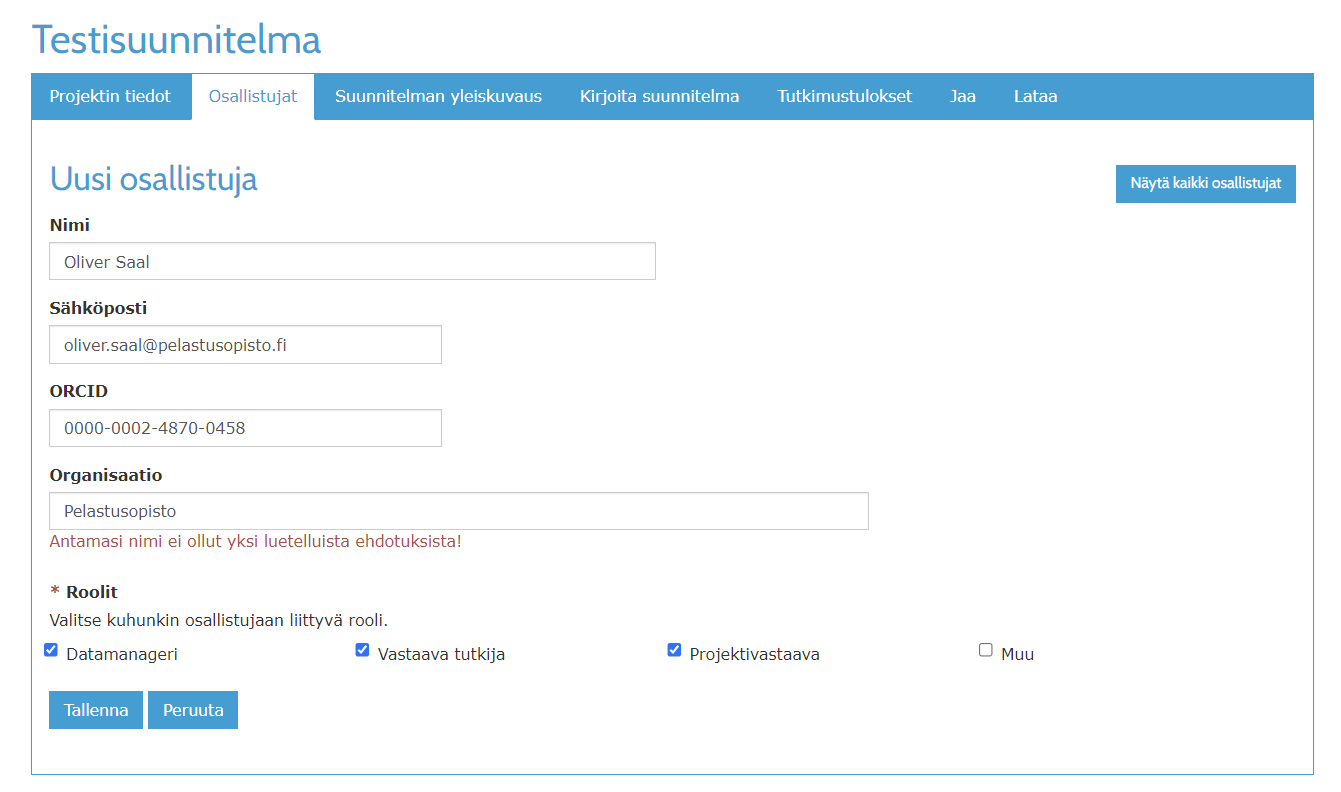 Testisuunnitelma
Projektin tiedot Osallistujat Suunnitelman yleiskuvaus Kirjoita suunnitelma Tutkimustulokset Jaa Lataa
Uusi osallistuja
Näytä kaikki osallistujat
Nimi
Oliver Saal
Sähköposti
oliver.saal@pelastusopisto.fi
ORCID
0000-0002-4870-0458
Organisaatio
Pelastusopisto
Antamasi nimi ei ollut yksi luetelluista ehdotuksista!
* Roolit
Valitse kuhunkin osallistujaan liittyvä rooli.
Datamanageri Vastaava tutkija Projektivastaava Muu
Tallenna Peruuta